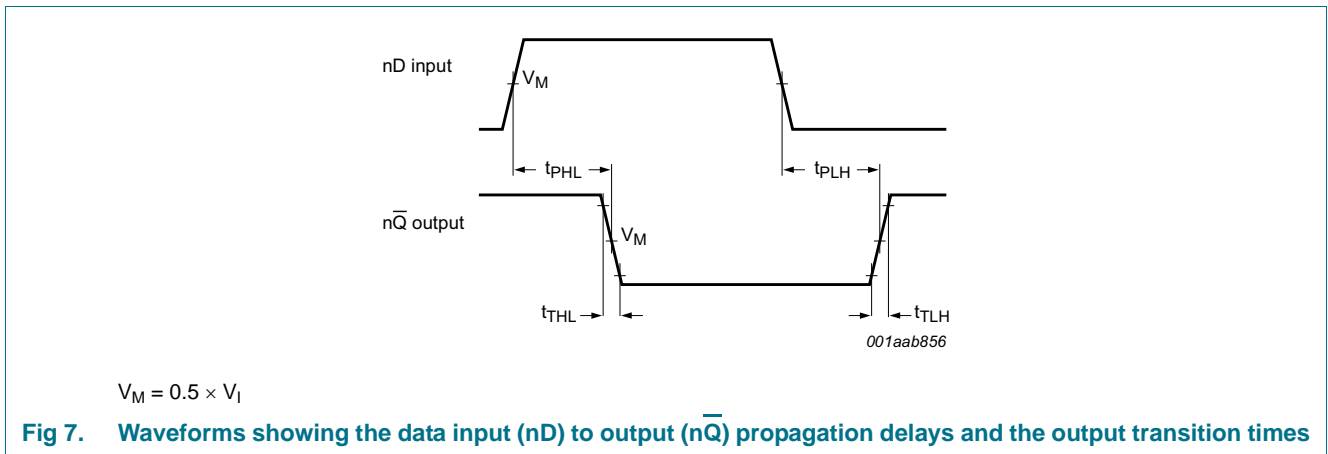 nD input
VM
tPHL
tPLH
nQ̅ output
VM
tTHL
tTLH
001aab856
VM = 0.5 × VI
Fig 7. Waveforms showing the data input (nD) to output (nQ̅) propagation delays and the output transition times